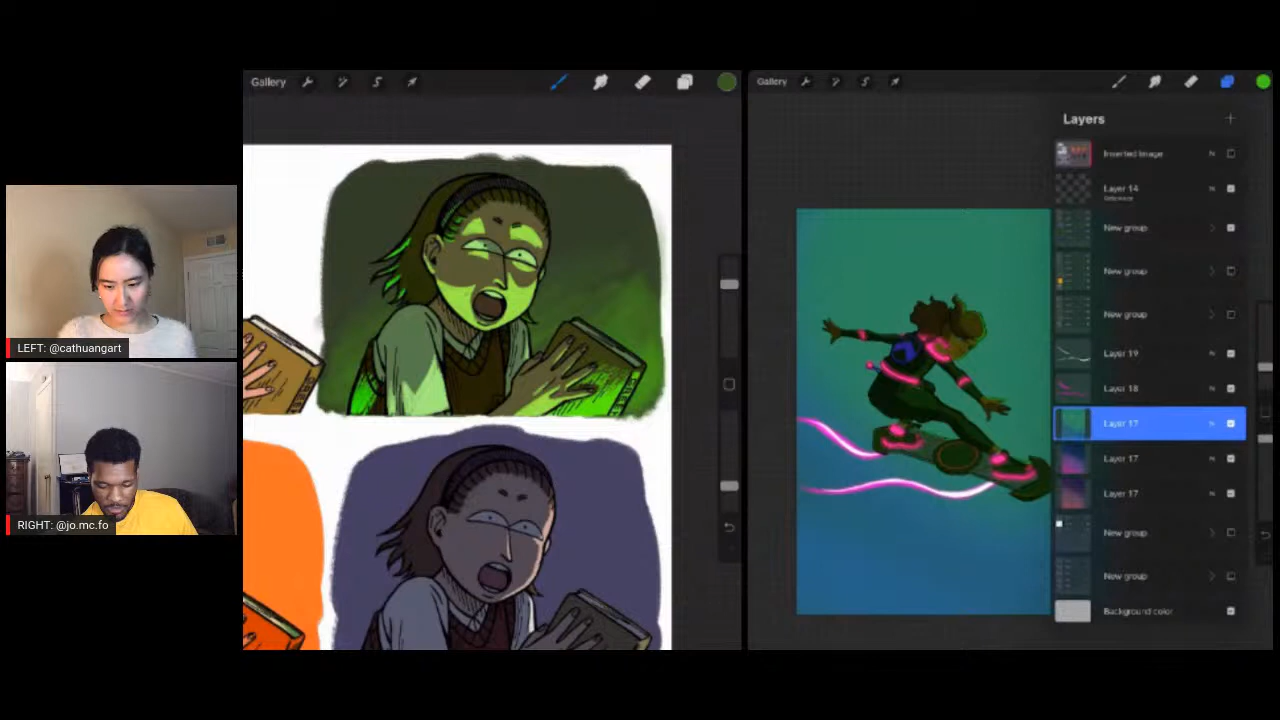 LEFT: @cathuangart
RIGHT: @jo.mc.fo
Gallery
Gallery
Layers
Inserted Image
Layer 14
Reference
New group
New group
New group
Layer 19
Layer 18
Layer 17
Layer 17
Layer 17
New group
New group
Background color